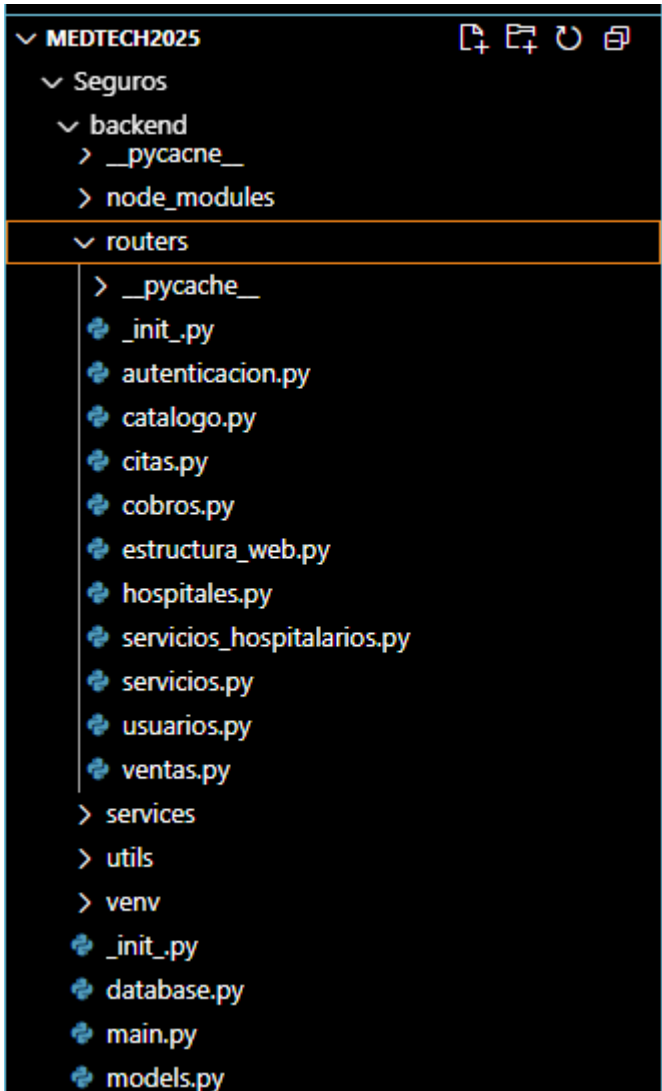 MEDTECH2025
Seguros
backend
__pycache__
node_modules
routers
__pycache__
_init_.py
autenticacion.py
catalogo.py
citas.py
cobros.py
estructura_web.py
hospitales.py
servicios_hospitalarios.py
servicios.py
usuarios.py
ventas.py
services
utils
venv
_init_.py
database.py
main.py
models.py